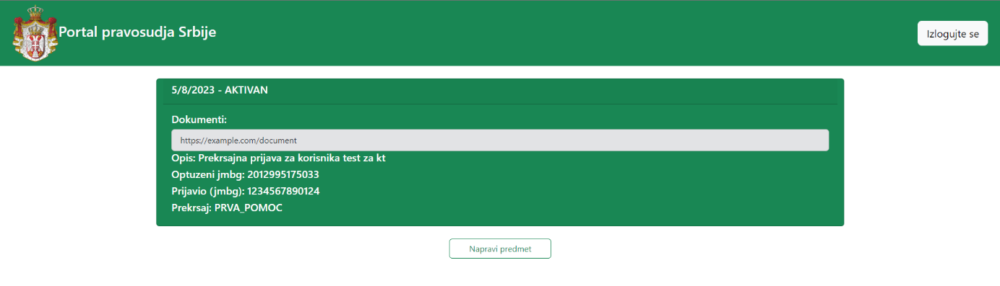 Portal pravosudja Srbije
Izlogujte se
5/8/2023 - AKTIVAN
Dokumenti:
https://example.com/document
Opis: Prekrsajna prijava za korisnika test za kt
Optuzeni jmbg: 2012995175033
Prijavio (jmbg): 1234567890124
Prekrsaj: PRVA_POMOC
Napravi predmet